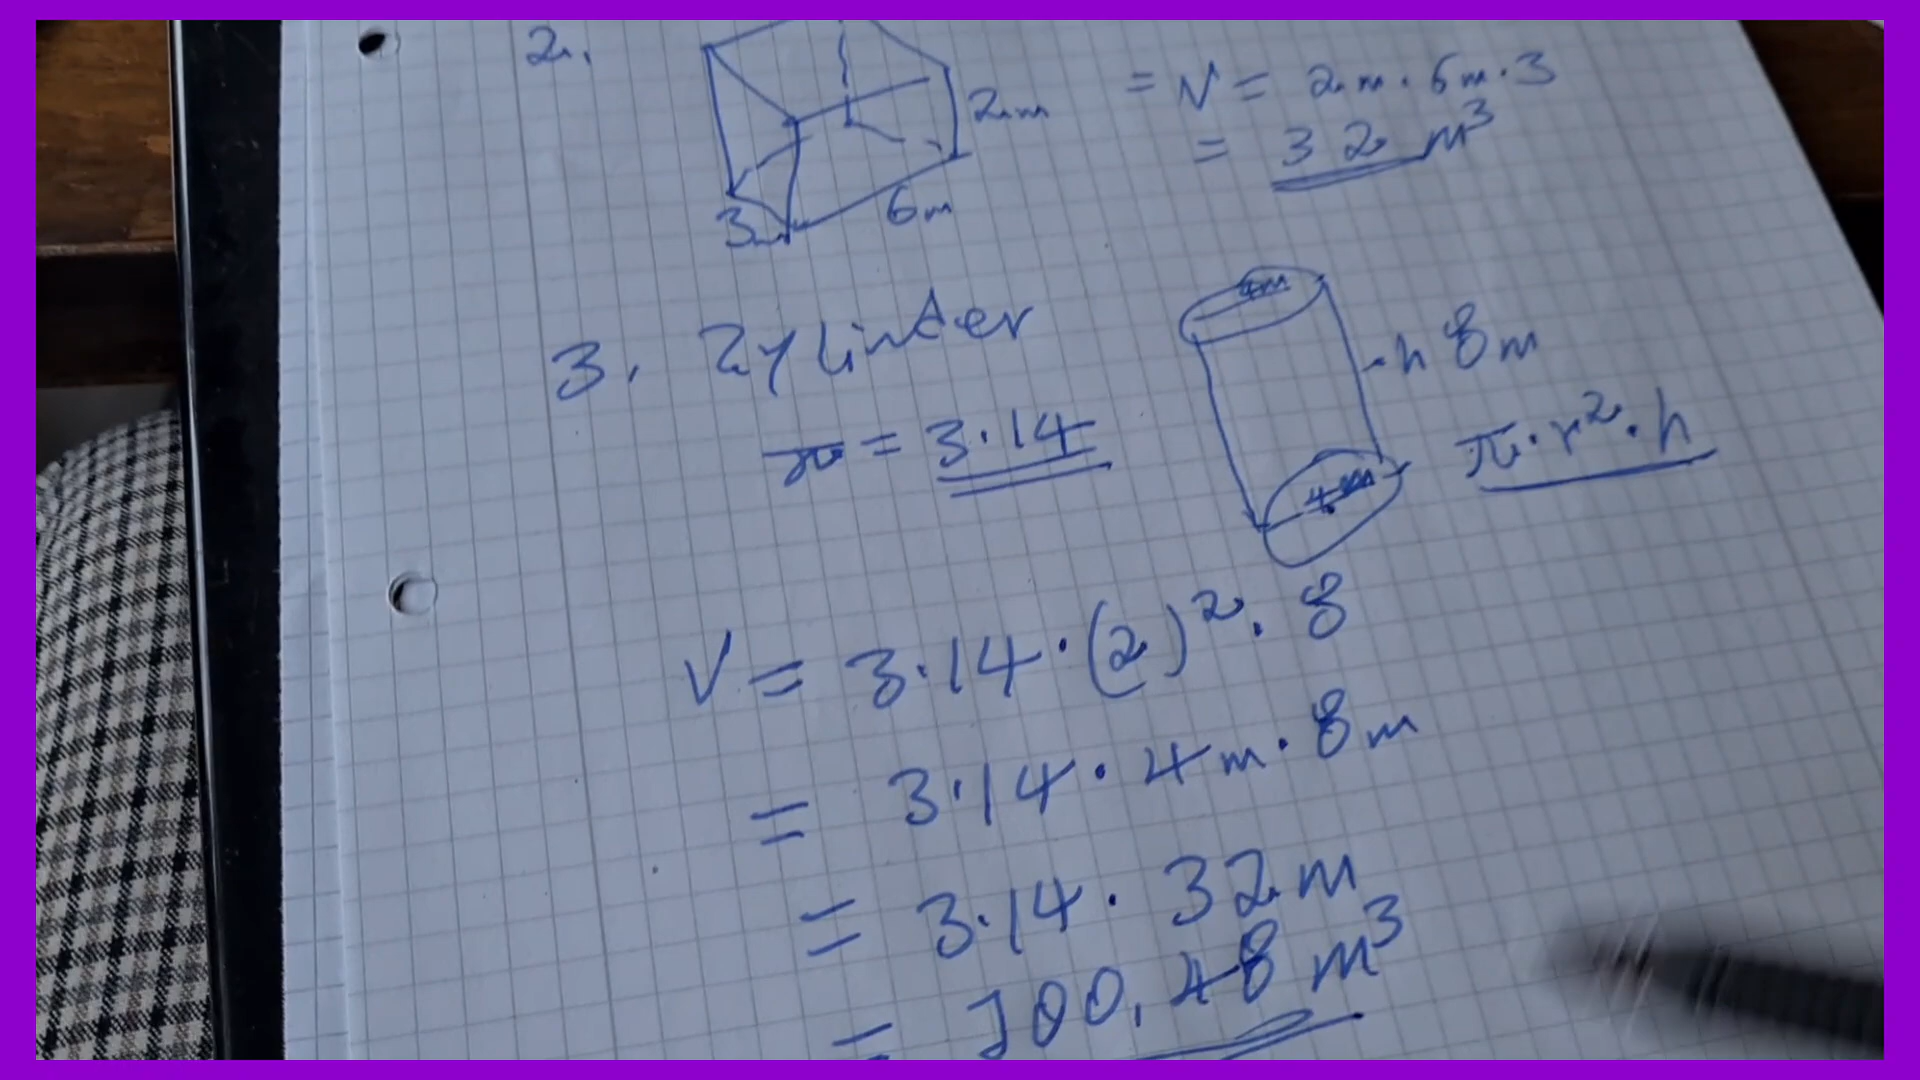 2.
2m
= V = 2m · 6m · 3
= 32 m³
3m
6m
3. Zylinder
4m
h 8m
π = 3.14
π · r² · h
4m
V = 3.14 · (2)² · 8
= 3.14 · 4m · 8m
= 3.14 · 32m
= 100,48 m³